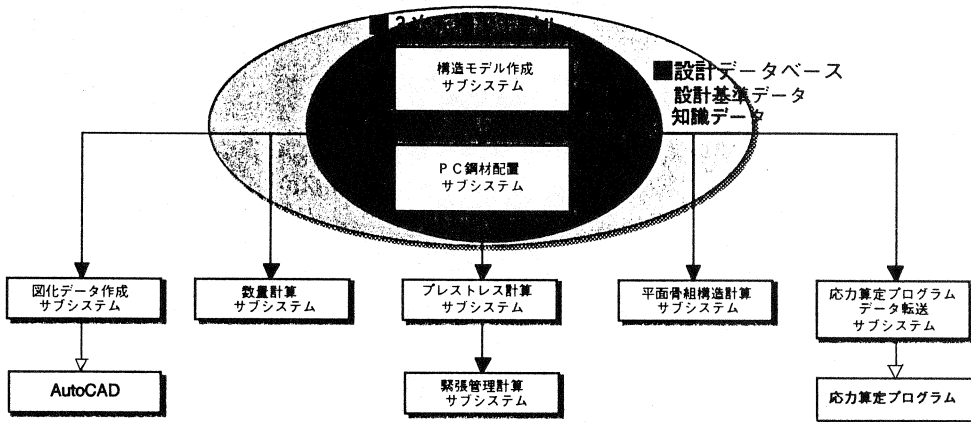 構造モデル作成
サブシステム
■設計データベース
設計基準データ
知識データ
PC鋼材配置
サブシステム
図化データ作成
サブシステム
数量計算
サブシステム
プレストレス計算
サブシステム
平面骨組構造計算
サブシステム
応力算定プログラム
データ転送
サブシステム
AutoCAD
緊張管理計算
サブシステム
応力算定プログラム